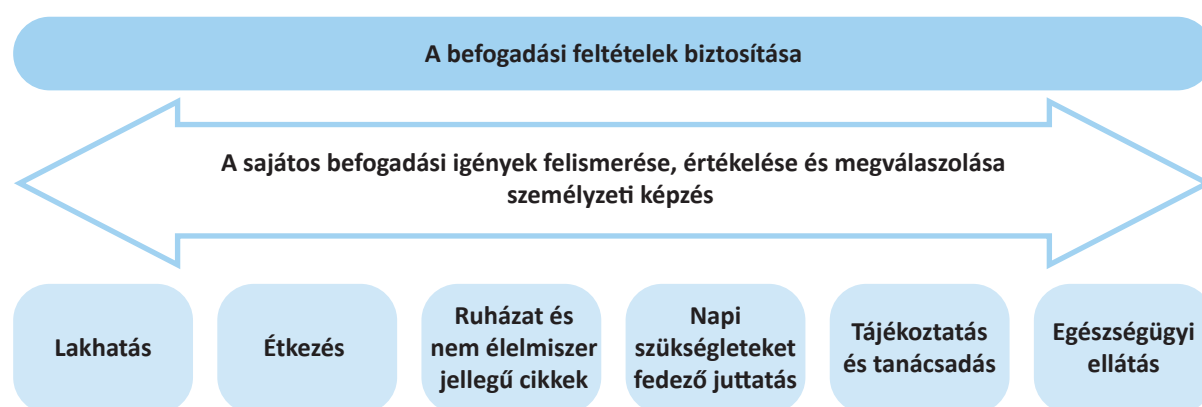 A befogadási feltételek biztosítása
A sajátos befogadási igények felismerése, értékelése és megválaszolása
személyzeti képzés
Lakhatás
Étkezés
Ruházat és
nem élelmiszer
jellegű cikkek
Napi
szükségleteket
fedező juttatás
Tájékoztatás
és tanácsadás
Egészségügyi
ellátás